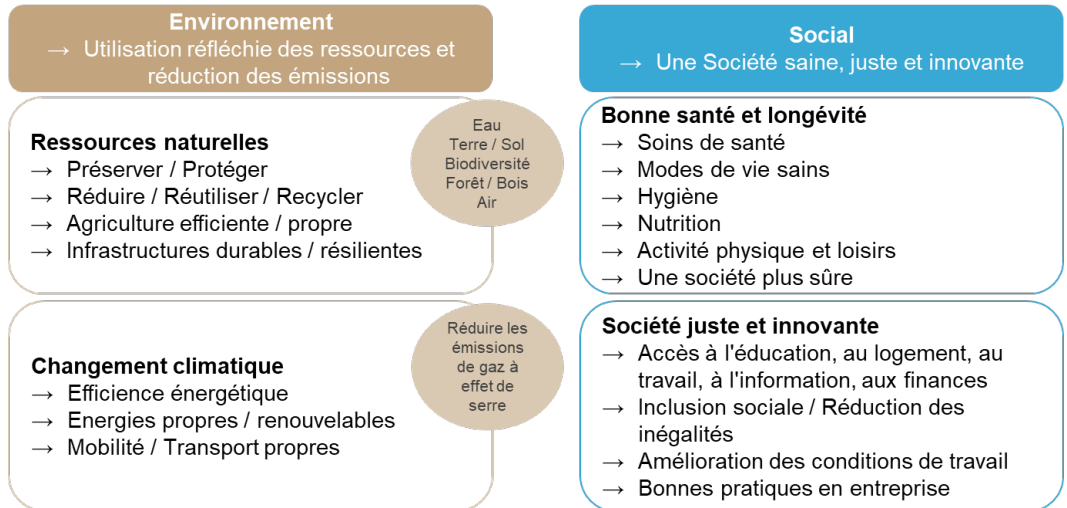 Environnement
→ Utilisation réfléchie des ressources et
réduction des émissions
Ressources naturelles
→ Préserver / Protéger
→ Réduire / Réutiliser / Recycler
→ Agriculture efficiente / propre
→ Infrastructures durables / résilientes
Eau
Terre / Sol
Biodiversité
Forêt / Bois
Air
Changement climatique
→ Efficience énergétique
→ Energies propres / renouvelables
→ Mobilité / Transport propres
Réduire les
émissions
de gaz à
effet de
serre
Social
→ Une Société saine, juste et innovante
Bonne santé et longévité
→ Soins de santé
→ Modes de vie sains
→ Hygiène
→ Nutrition
→ Activité physique et loisirs
→ Une société plus sûre
Société juste et innovante
→ Accès à l'éducation, au logement, au
travail, à l'information, aux finances
→ Inclusion sociale / Réduction des
inégalités
→ Amélioration des conditions de travail
→ Bonnes pratiques en entreprise